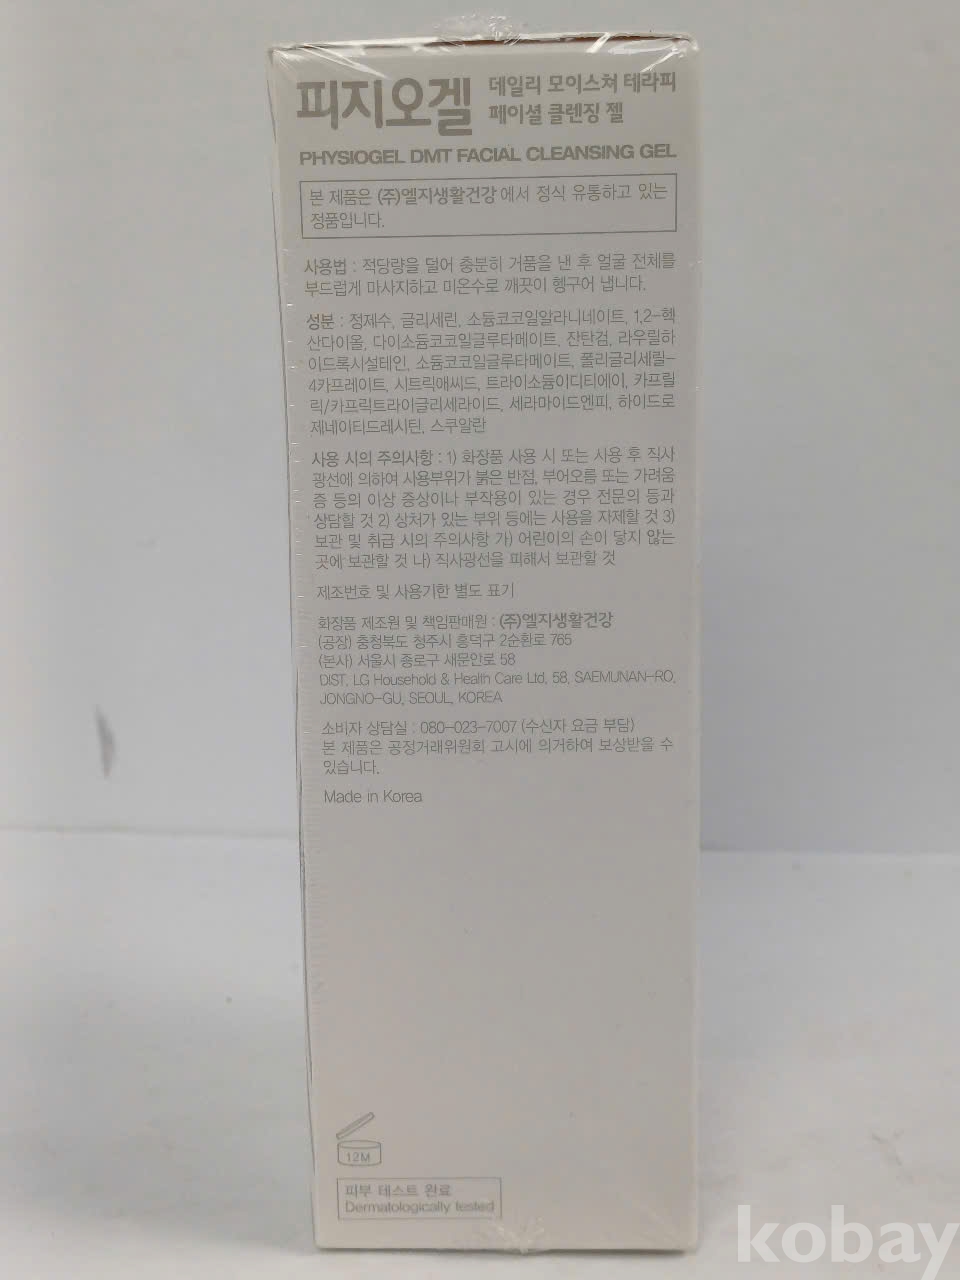 피지오겔 데일리 모이스쳐 테라피
페이셜 클렌징 젤
PHYSIOGEL DMT FACIAL CLEANSING GEL
본 제품은 (주)엘지생활건강에서 정식 유통하고 있는
정품입니다.
사용법 : 적당량을 덜어 충분히 거품을 낸 후 얼굴 전체를
부드럽게 마사지하고 미온수로 깨끗이 헹구어 냅니다.
성분 : 정제수, 글리세린, 소듐코코일알라니네이트, 1,2-헥
산다이올, 다이소듐코코일글루타메이트, 잔탄검, 라우릴하
이드록시설테인, 소듐코코일글루타메이트, 폴리글리세릴-
4카프레이트, 시트릭애씨드, 트라이소듐이디티에이, 카프릴
릭/카프릭트라이글리세라이드, 세라마이드엔피, 하이드로
제네이티드레시틴, 스쿠알란
사용 시의 주의사항 : 1) 화장품 사용 시 또는 사용 후 직사
광선에 의하여 사용부위가 붉은 반점, 부어오름 또는 가려움
증 등의 이상 증상이나 부작용이 있는 경우 전문의 등과
상담할 것 2) 상처가 있는 부위 등에는 사용을 자제할 것 3)
보관 및 취급 시의 주의사항 가) 어린이의 손이 닿지 않는
곳에 보관할 것 나) 직사광선을 피해서 보관할 것
제조번호 및 사용기한 별도 표기
화장품 제조원 및 책임판매원 : (주)엘지생활건강
(공장) 충청북도 청주시 흥덕구 2순환로 765
(본사) 서울시 종로구 새문안로 58
DIST. LG Household & Health Care Ltd, 58, SAEMUNAN-RO,
JONGNO-GU, SEOUL, KOREA
소비자 상담실 : 080-023-7007 (수신자 요금 부담)
본 제품은 공정거래위원회 고시에 의거하여 보상받을 수
있습니다.
Made in Korea
12M
피부 테스트 완료
Dermatologically tested
kobay